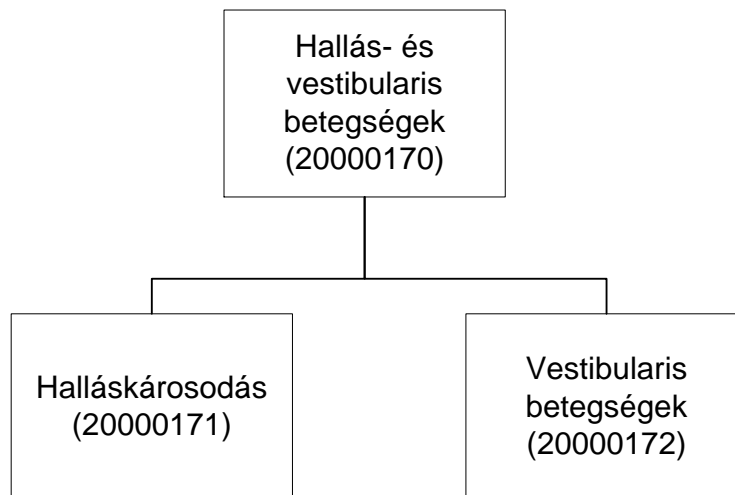 Hallás- és
vestibularis
betegségek
(20000170)
Halláskárosodás
(20000171)
Vestibularis
betegségek
(20000172)